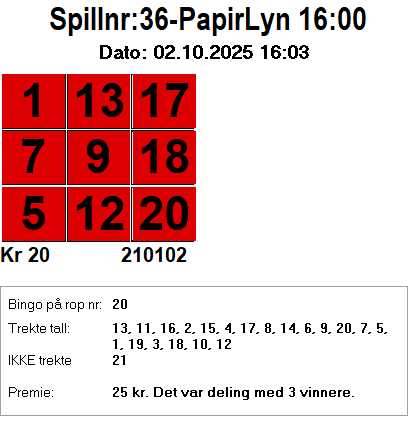 Spillnr:36-PapirLyn 16:00
Dato: 02.10.2025 16:03
1 13 17
7 9 18
5 12 20
Kr 20 210102
Bingo på rop nr: 20
Trekte tall: 13, 11, 16, 2, 15, 4, 17, 8, 14, 6, 9, 20, 7, 5,
1, 19, 3, 18, 10, 12
IKKE trekte 21
Premie: 25 kr. Det var deling med 3 vinnere.